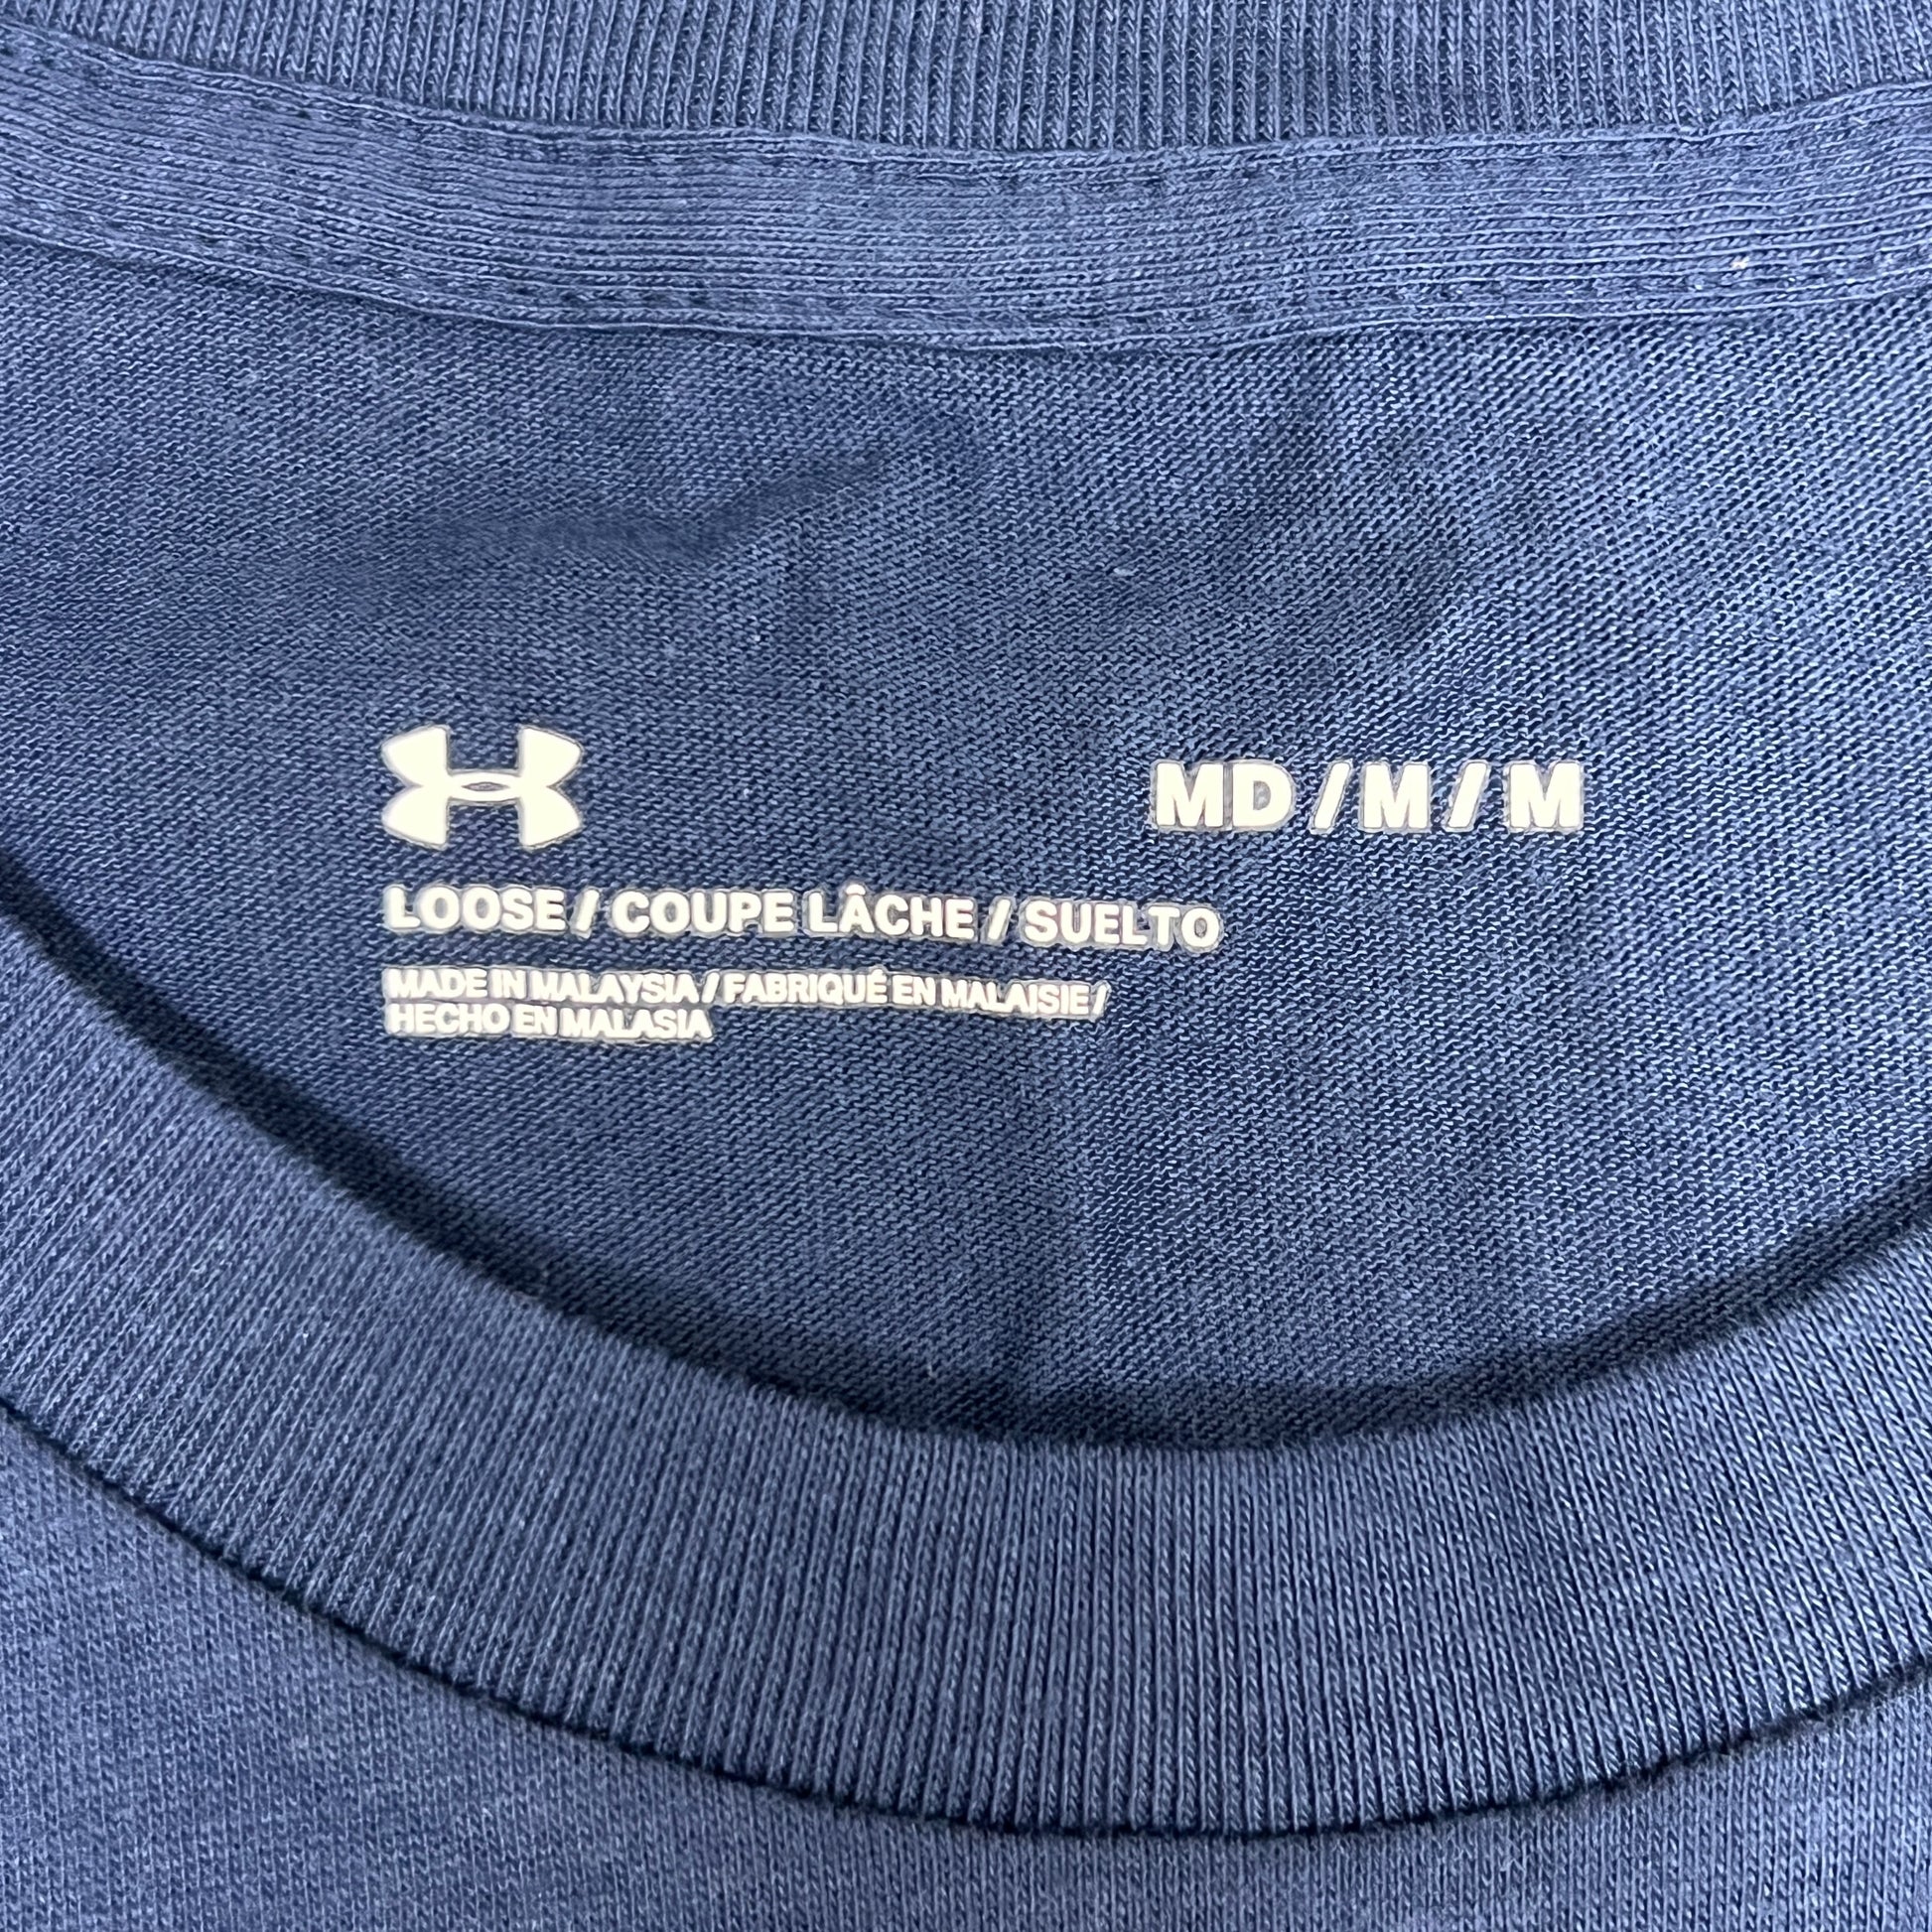 MD / M / M
LOOSE / COUPE LÂCHE / SUELTO
MADE IN MALAYSIA / FABRIQUÉ EN MALAISIE /
HECHO EN MALASIA